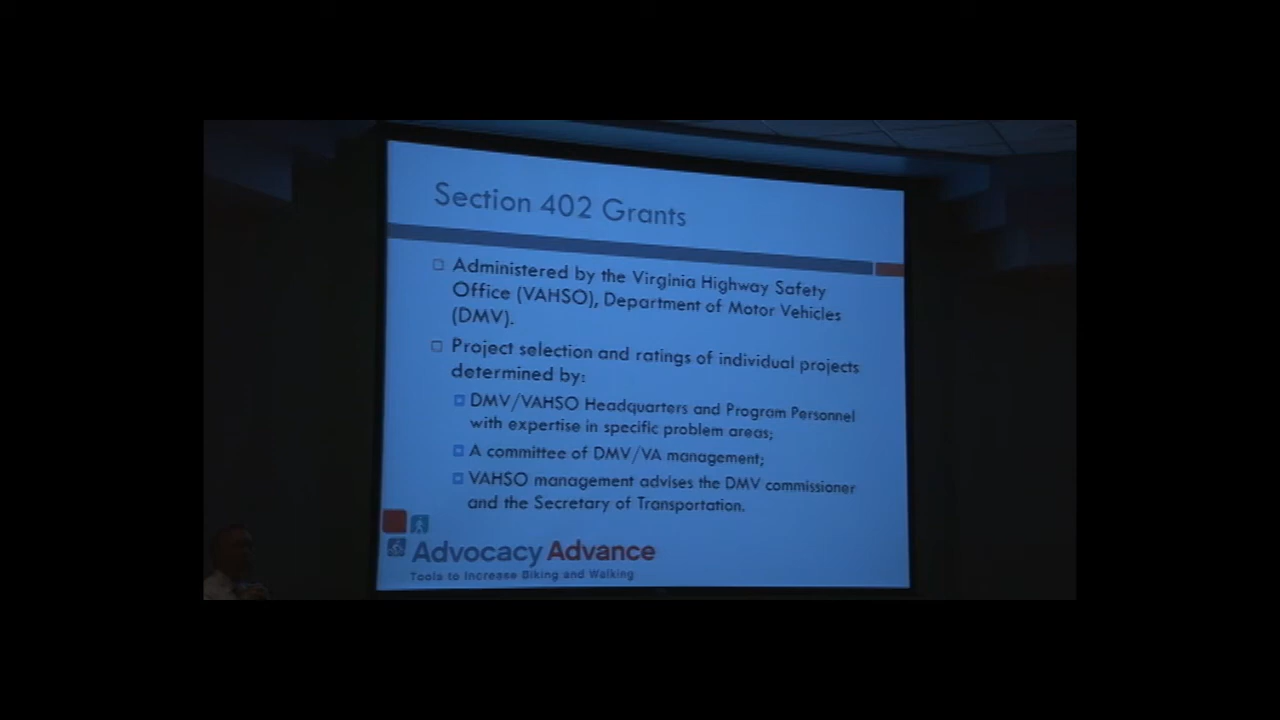 Section 402 Grants
Administered by the Virginia Highway Safety
Office (VAHSO), Department of Motor Vehicles
(DMV).
Project selection and ratings of individual projects
determined by:
DMV/VAHSO Headquarters and Program Personnel
with expertise in specific problem areas;
A committee of DMV/VA management;
VAHSO management advises the DMV commissioner
and the Secretary of Transportation.
Advocacy Advance
Tools to Increase Biking and Walking